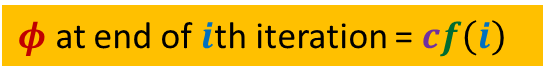 ϕ at end of ith iteration = cf(i)